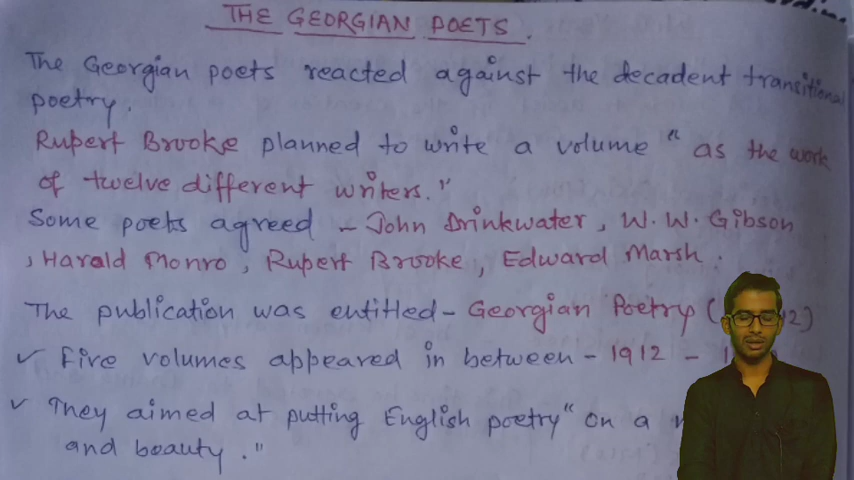 THE GEORGIAN POETS.
The Georgian poets reacted against the decadent transitional
poetry.
Rupert Brooke planned to write a volume "as the work
of twelve different writers."
Some poets agreed - John Drinkwater, W. W. Gibson
, Harald Monro, Rupert Brooke, Edward Marsh.
The publication was entitled - Georgian Poetry (
✓ Five volumes appeared in between - 1912 -
✓ They aimed at putting English poetry "on a
and beauty."